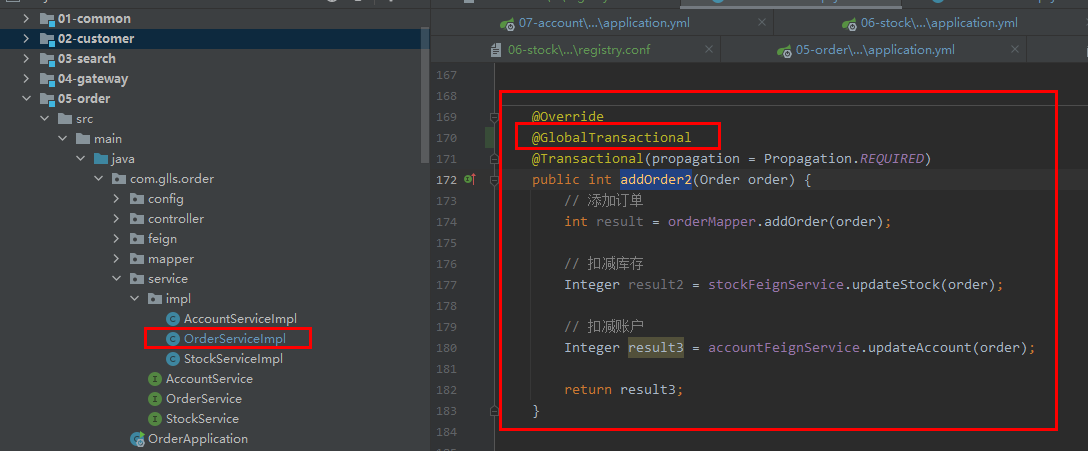 01-common
02-customer
03-search
04-gateway
05-order
src
main
java
com.glls.order
config
controller
feign
mapper
service
impl
AccountServiceImpl
OrderServiceImpl
StockServiceImpl
AccountService
OrderService
StockService
OrderApplication
07-account\...\application.yml
06-stock\...\application.yml
06-stock\...\registry.conf
05-order\...\application.yml
167
168
169 @Override
170 @GlobalTransactional
171 @Transactional(propagation = Propagation.REQUIRED)
172 public int addOrder2(Order order) {
173 // 添加订单
174 int result = orderMapper.addOrder(order);
175
176 // 扣减库存
177 Integer result2 = stockFeignService.updateStock(order);
178
179 // 扣减账户
180 Integer result3 = accountFeignService.updateAccount(order);
181
182 return result3;
183 }
184